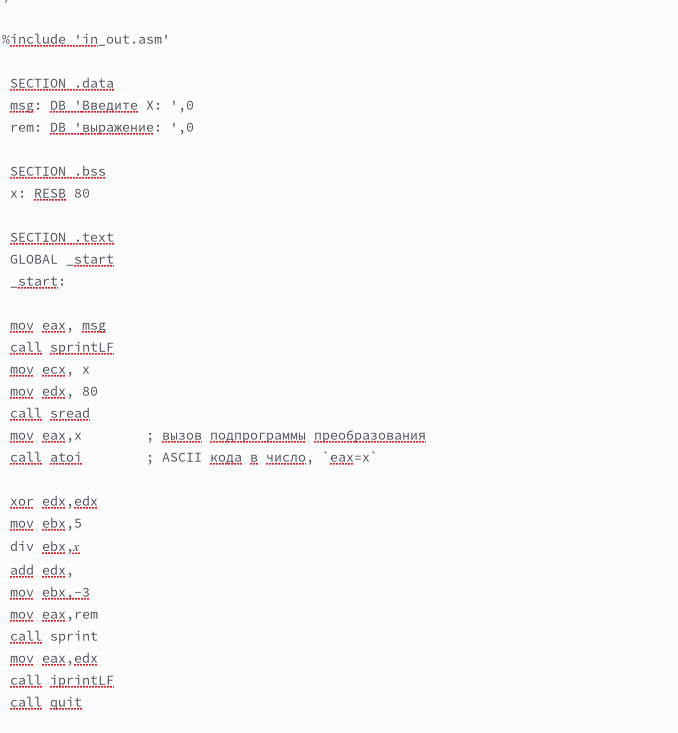 %include 'in_out.asm'
SECTION .data
msg: DB 'Введите X: ',0
rem: DB 'выражение: ',0
SECTION .bss
x: RESB 80
SECTION .text
GLOBAL _start
_start:
mov eax, msg
call sprintLF
mov ecx, x
mov edx, 80
call sread
mov eax,x ; вызов подпрограммы преобразования
call atoi ; ASCII кода в число, `eax=x`
xor edx,edx
mov ebx,5
div ebx,x
add edx,
mov ebx,-3
mov eax,rem
call sprint
mov eax,edx
call iprintLF
call quit